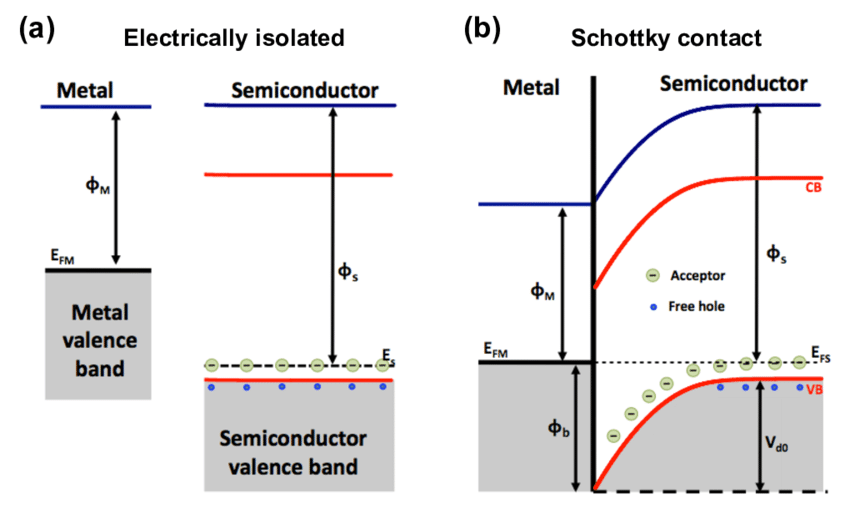 (a)
Electrically isolated
Metal
Semiconductor
ϕM
EFM
ϕs
Es
Metal
valence
band
Semiconductor
valence band
(b)
Schottky contact
Metal
Semiconductor
CB
ϕs
Acceptor
ϕM
Free hole
EFM
EFS
VB
ϕb
Vd0